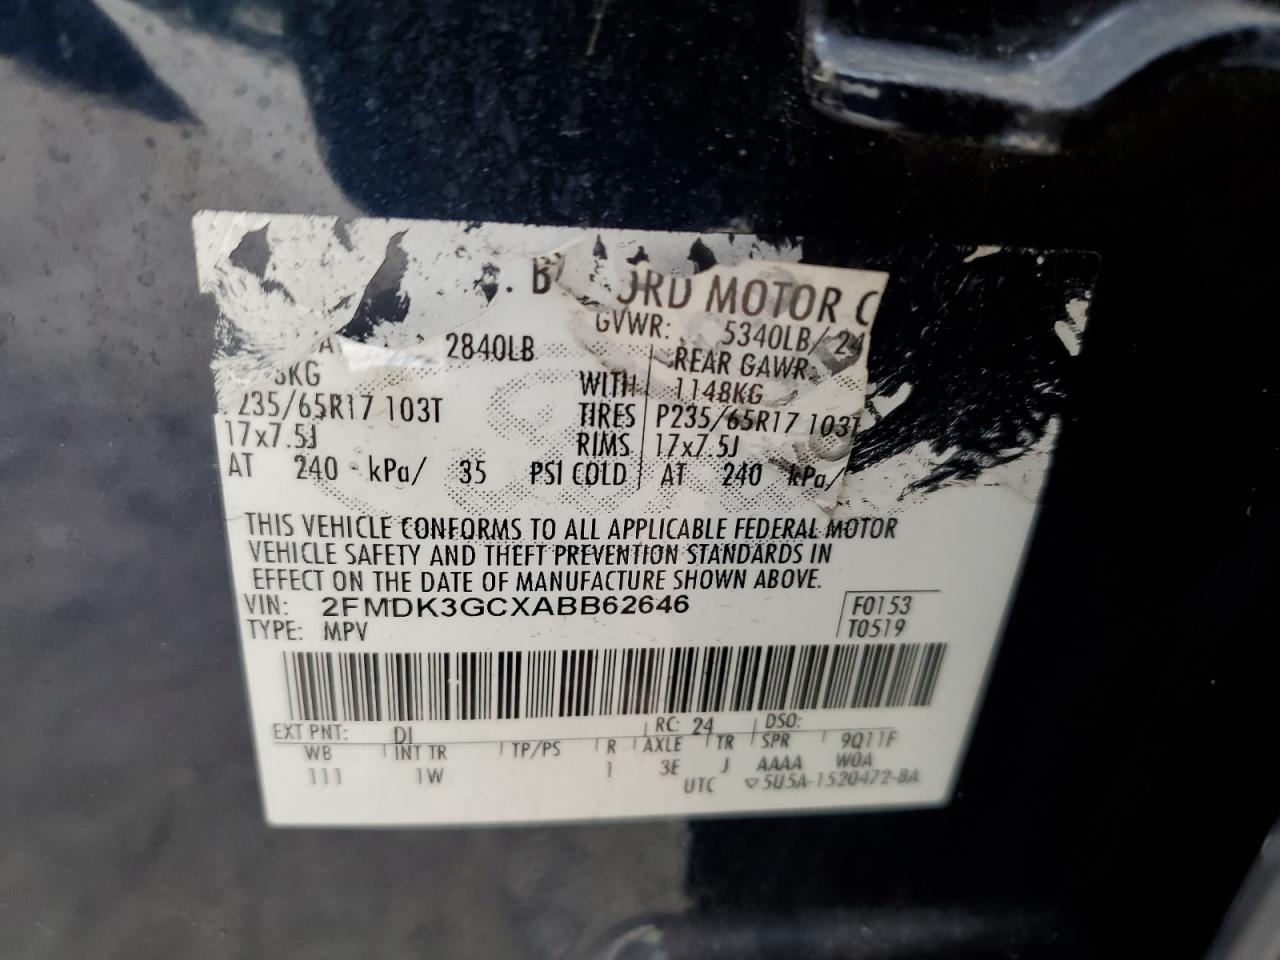 MOTOR C
GVWR: 5340LB/ 24
2840LB REAR GAWR:
KG WITH 1148KG
235/65R17 103T TIRES P235/65R17 103T
17x7.5J RIMS 17x7.5J
AT 240 kPa/ 35 PSI COLD AT 240 kPa/
THIS VEHICLE CONFORMS TO ALL APPLICABLE FEDERAL MOTOR
VEHICLE SAFETY AND THEFT PREVENTION STANDARDS IN
EFFECT ON THE DATE OF MANUFACTURE SHOWN ABOVE.
VIN: 2FMDK3GCXABB62646 F0153
TYPE: MPV T0519
EXT PNT: DI RC: 24 DSO:
WB INT TR TP/PS R AXLE TR SPR 9Q11F
111 1W 1 3E J AAAA WOA
UTC ▽5U5A-1520472-BA